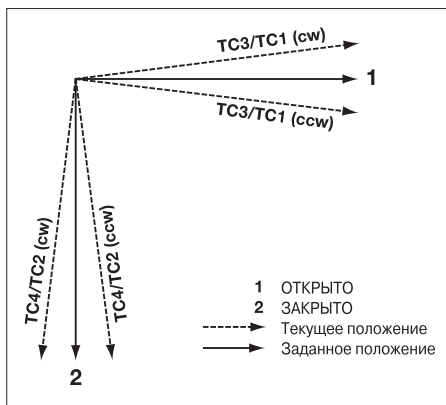 TC3/TC1 (cw)
1
TC3/TC1 (ccw)
TC4/TC2 (cw)
TC4/TC2 (ccw)
2
1 ОТКРЫТО
2 ЗАКРЫТО
Текущее положение
Заданное положение